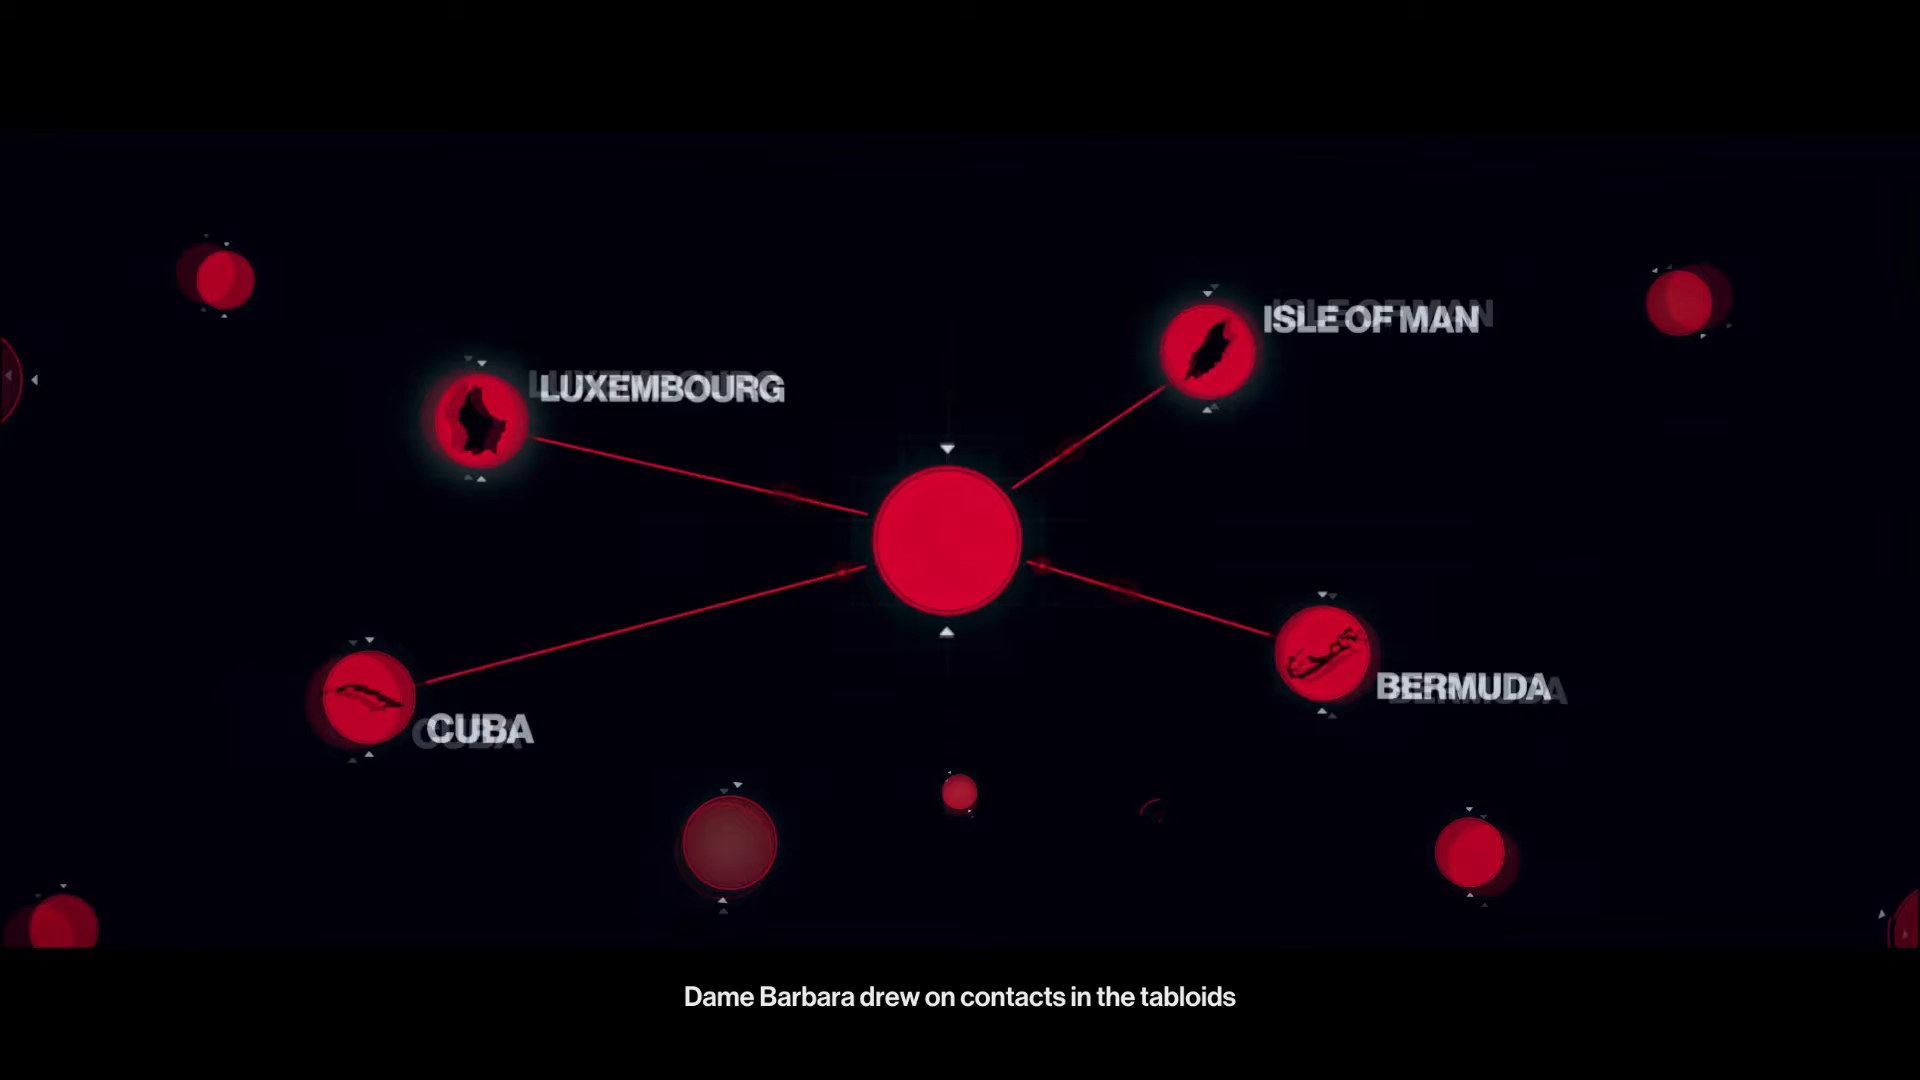 ISLE OF MAN
LUXEMBOURG
BERMUDA
CUBA
Dame Barbara drew on contacts in the tabloids